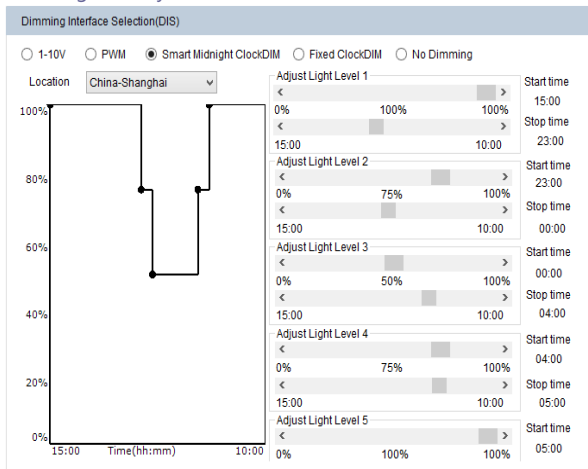 Dimming Interface Selection(DIS)
1-10V PWM Smart Midnight ClockDIM Fixed ClockDIM No Dimming
Location China-Shanghai
100%
80%
60%
40%
20%
0%
15:00 Time(hh:mm) 10:00
Adjust Light Level 1
0% 100% 100%
15:00 10:00
Start time
15:00
Stop time
23:00
Adjust Light Level 2
0% 75% 100%
15:00 10:00
Start time
23:00
Stop time
00:00
Adjust Light Level 3
0% 50% 100%
15:00 10:00
Start time
00:00
Stop time
04:00
Adjust Light Level 4
0% 75% 100%
15:00 10:00
Start time
04:00
Stop time
05:00
Adjust Light Level 5
0% 100% 100%
Start time
05:00